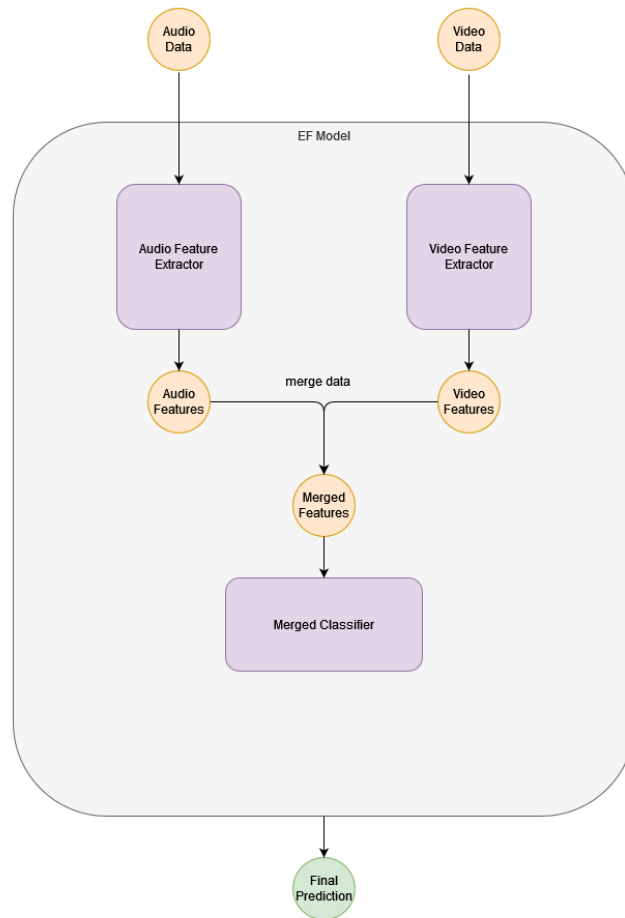 Audio
Data
Video
Data
EF Model
Audio Feature
Extractor
Video Feature
Extractor
Audio
Features
merge data
Video
Features
Merged
Features
Merged Classifier
Final
Prediction